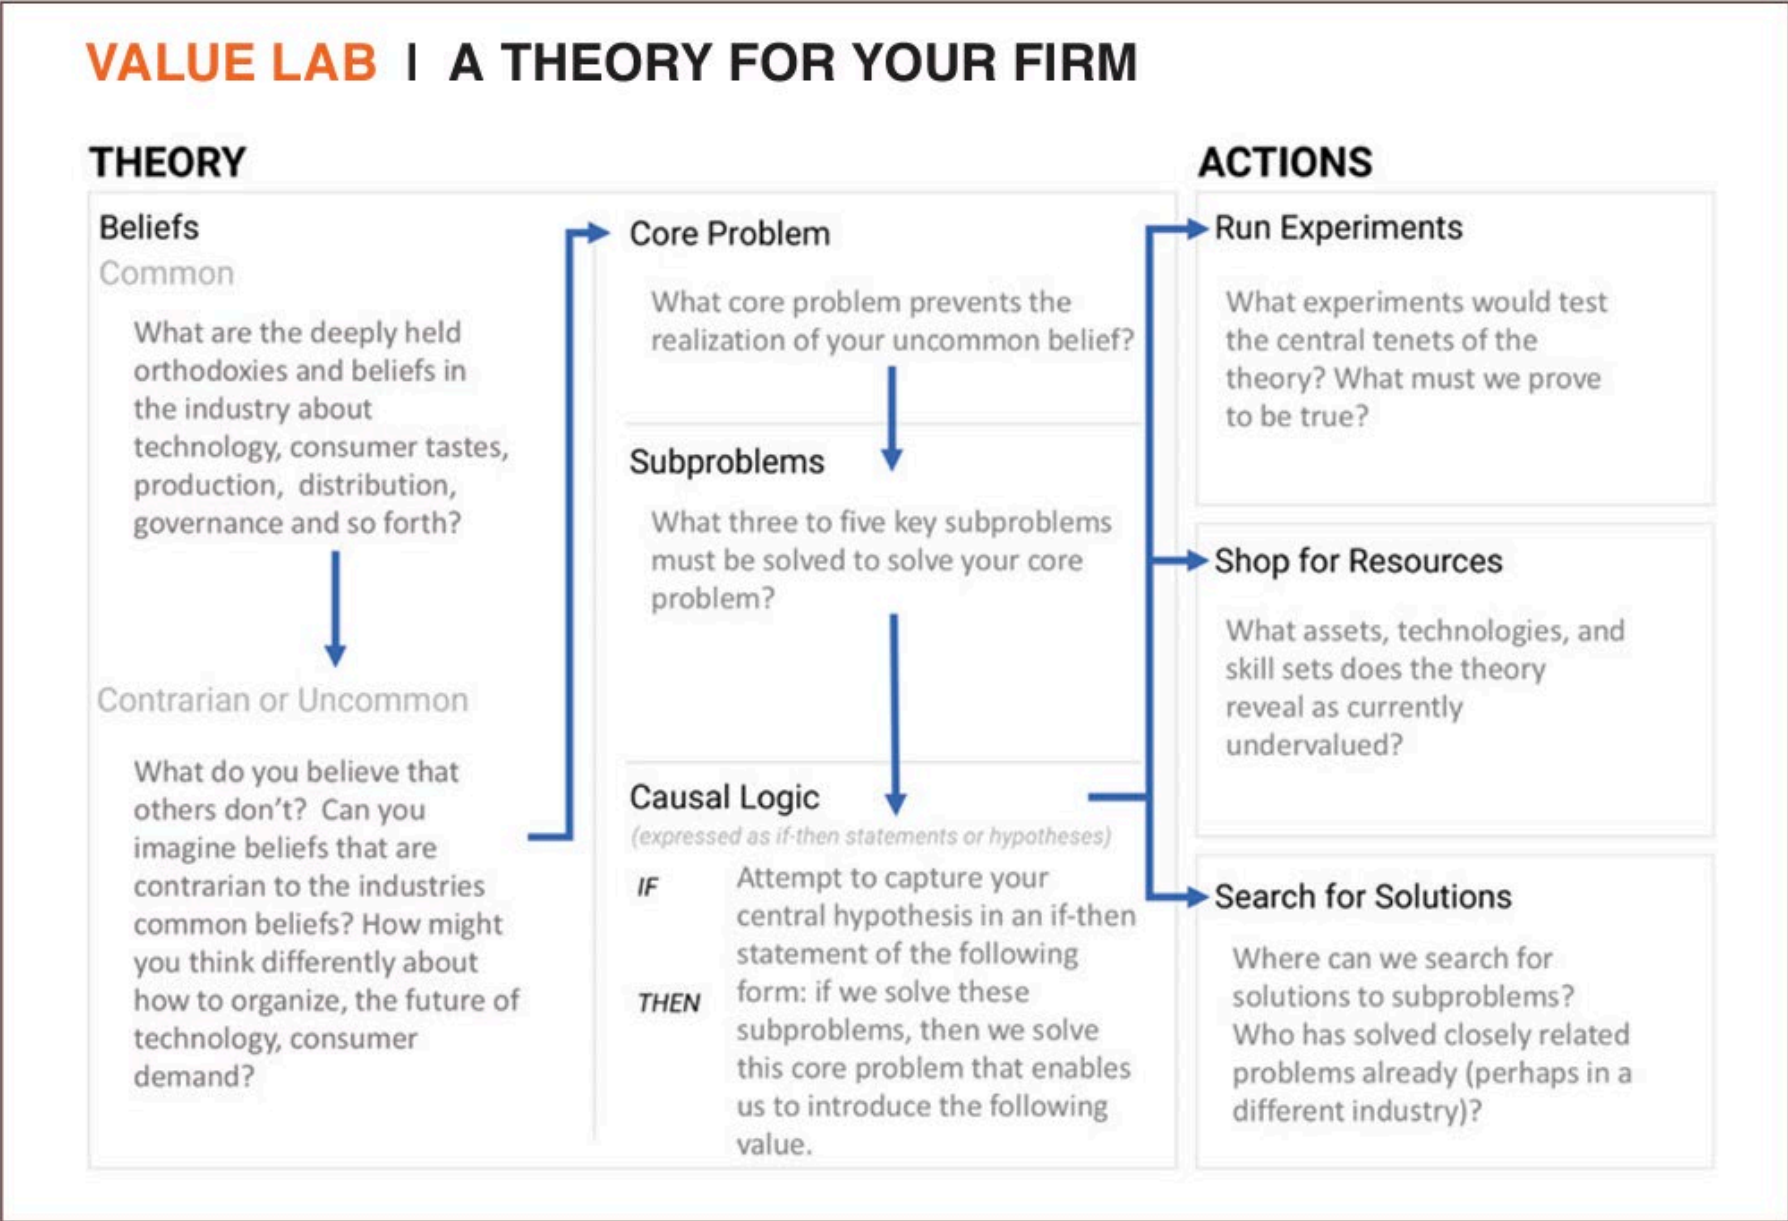 VALUE LAB | A THEORY FOR YOUR FIRM
THEORY
Beliefs
Common
What are the deeply held
orthodoxies and beliefs in
the industry about
technology, consumer tastes,
production, distribution,
governance and so forth?
Contrarian or Uncommon
What do you believe that
others don't? Can you
imagine beliefs that are
contrarian to the industries
common beliefs? How might
you think differently about
how to organize, the future of
technology, consumer
demand?
Core Problem
What core problem prevents the
realization of your uncommon belief?
Subproblems
What three to five key subproblems
must be solved to solve your core
problem?
Causal Logic
(expressed as if-then statements or hypotheses)
IF
THEN
Attempt to capture your
central hypothesis in an if-then
statement of the following
form: if we solve these
subproblems, then we solve
this core problem that enables
us to introduce the following
value.
ACTIONS
Run Experiments
What experiments would test
the central tenets of the
theory? What must we prove
to be true?
Shop for Resources
What assets, technologies, and
skill sets does the theory
reveal as currently
undervalued?
Search for Solutions
Where can we search for
solutions to subproblems?
Who has solved closely related
problems already (perhaps in a
different industry)?